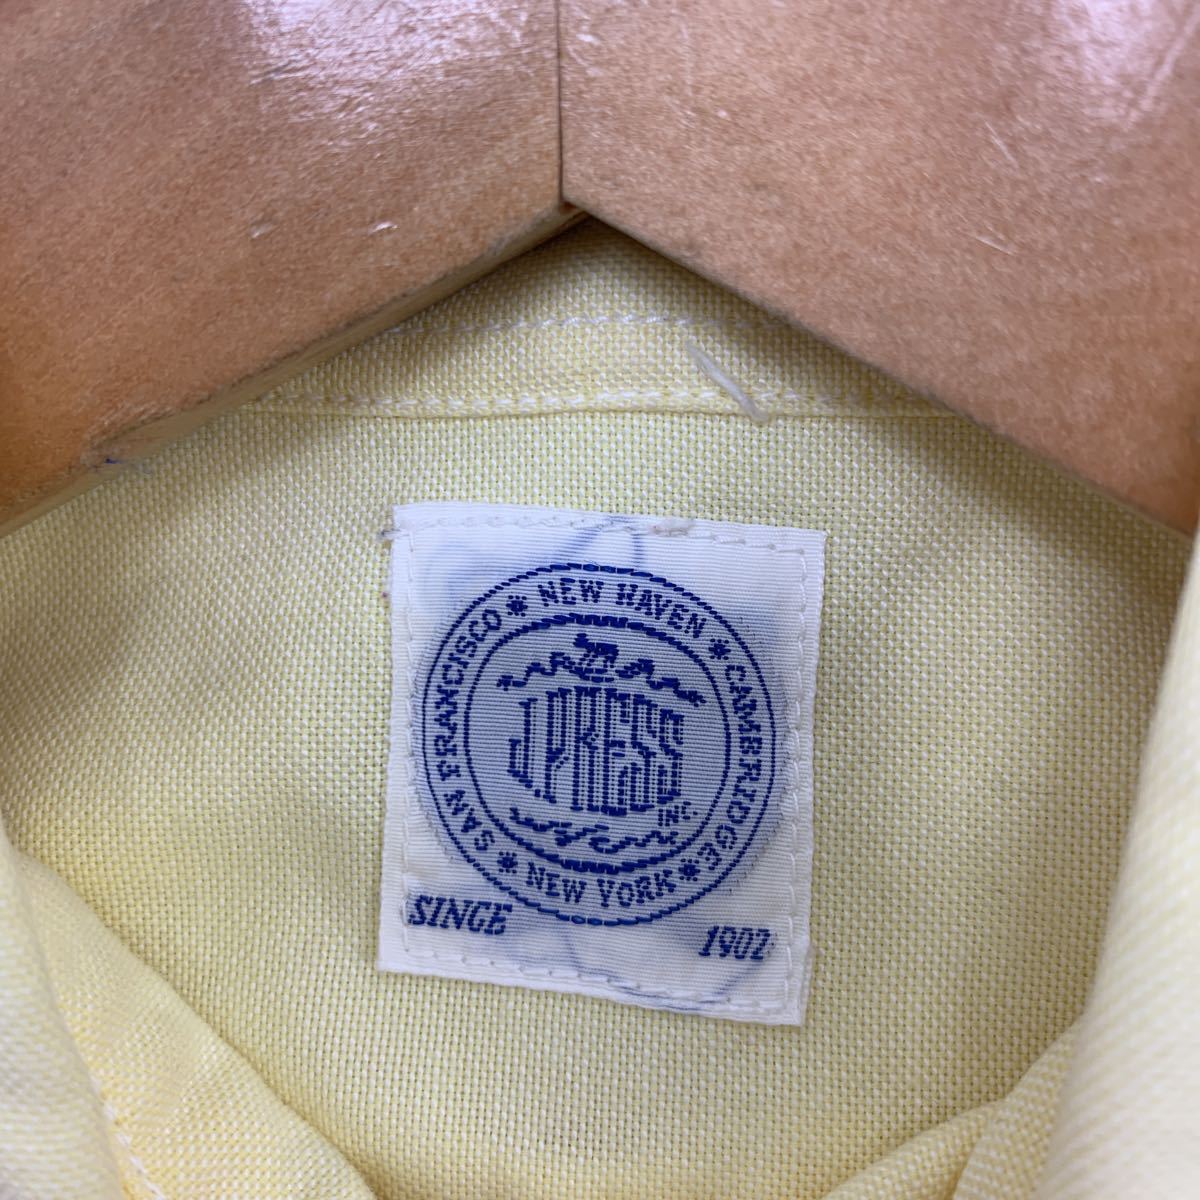 NEW HAVEN * CAMBRIDGE * NEW YORK * SAN FRANCISCO *
J.PRESS
INC.
SINCE 1902